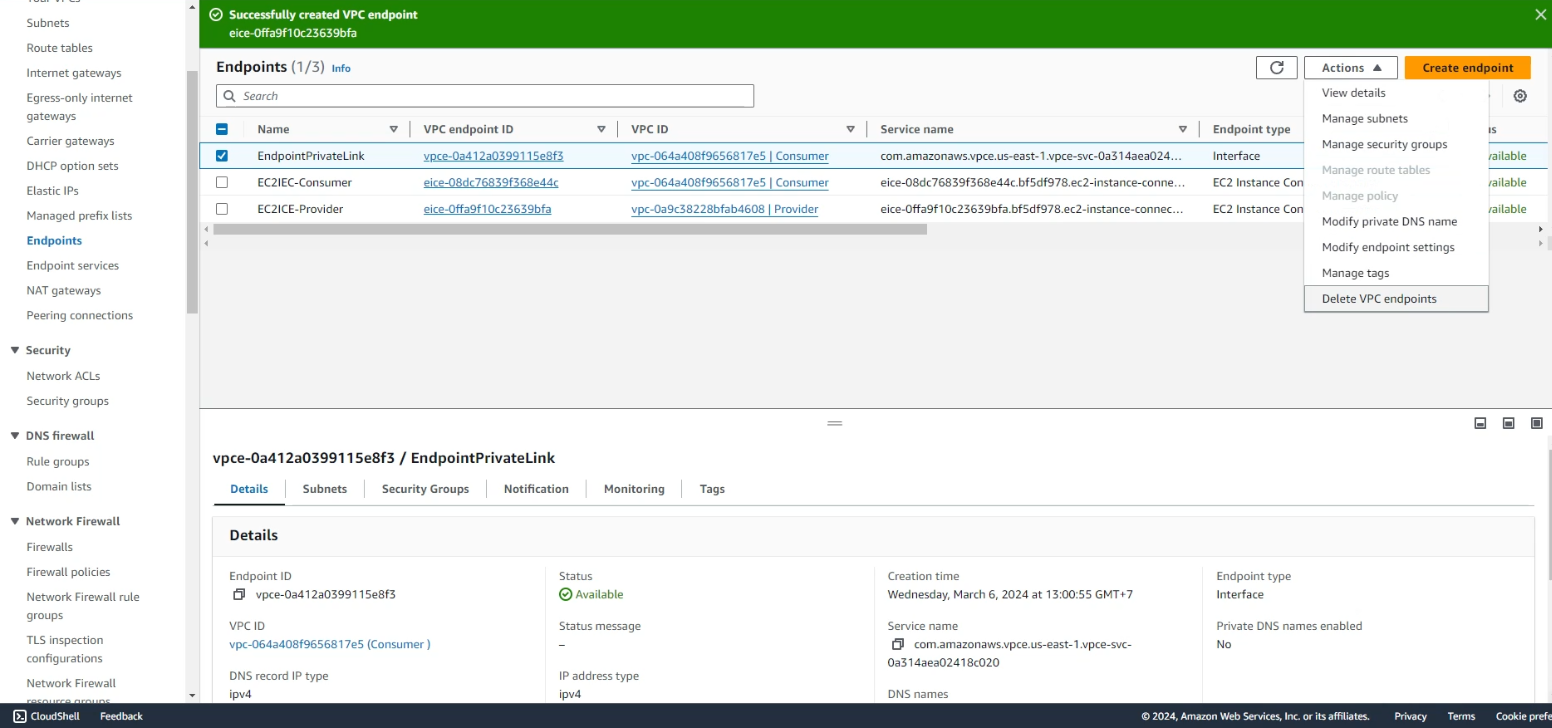 Your VPCs
Subnets
Route tables
Internet gateways
Egress-only internet
gateways
Carrier gateways
DHCP option sets
Elastic IPs
Managed prefix lists
Endpoints
Endpoint services
NAT gateways
Peering connections
Security
Network ACLs
Security groups
DNS firewall
Rule groups
Domain lists
Network Firewall
Firewalls
Firewall policies
Network Firewall rule
groups
TLS inspection
configurations
Network Firewall
resource groups
Successfully created VPC endpoint
eice-0ffa9f10c23639bfa
Endpoints (1/3) Info
Actions
Create endpoint
Search
Name VPC endpoint ID VPC ID Service name Endpoint type
EndpointPrivateLink vpce-0a412a0399115e8f3 vpc-064a408f9656817e5 | Consumer com.amazonaws.vpce.us-east-1.vpce-svc-0a314aea024... Interface vailable
EC2IEC-Consumer eice-08dc76839f368e44c vpc-064a408f9656817e5 | Consumer eice-08dc76839f368e44c.bf5df978.ec2-instance-conne... EC2 Instance Con vailable
EC2ICE-Provider eice-0ffa9f10c23639bfa vpc-0a9c38228bfab4608 | Provider eice-0ffa9f10c23639bfa.bf5df978.ec2-instance-connec... EC2 Instance Con vailable
View details
Manage subnets
Manage security groups
Manage route tables
Manage policy
Modify private DNS name
Modify endpoint settings
Manage tags
Delete VPC endpoints
vpce-0a412a0399115e8f3 / EndpointPrivateLink
Details Subnets Security Groups Notification Monitoring Tags
Details
Endpoint ID
vpce-0a412a0399115e8f3
VPC ID
vpc-064a408f9656817e5 (Consumer )
DNS record IP type
ipv4
Status
Available
Status message
–
IP address type
ipv4
Creation time
Wednesday, March 6, 2024 at 13:00:55 GMT+7
Service name
com.amazonaws.vpce.us-east-1.vpce-svc-
0a314aea02418c020
DNS names
Endpoint type
Interface
Private DNS names enabled
No
CloudShell Feedback © 2024, Amazon Web Services, Inc. or its affiliates. Privacy Terms Cookie prefe